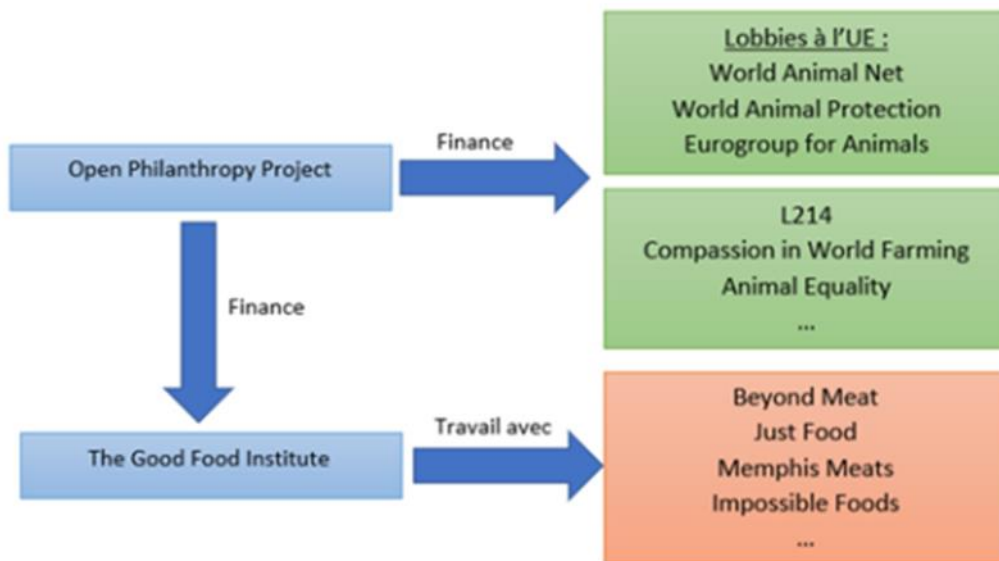 Lobbies à l'UE :
World Animal Net
World Animal Protection
Eurogroup for Animals
Open Philanthropy Project
Finance
L214
Compassion in World Farming
Animal Equality
...
Finance
The Good Food Institute
Travail avec
Beyond Meat
Just Food
Memphis Meats
Impossible Foods
...